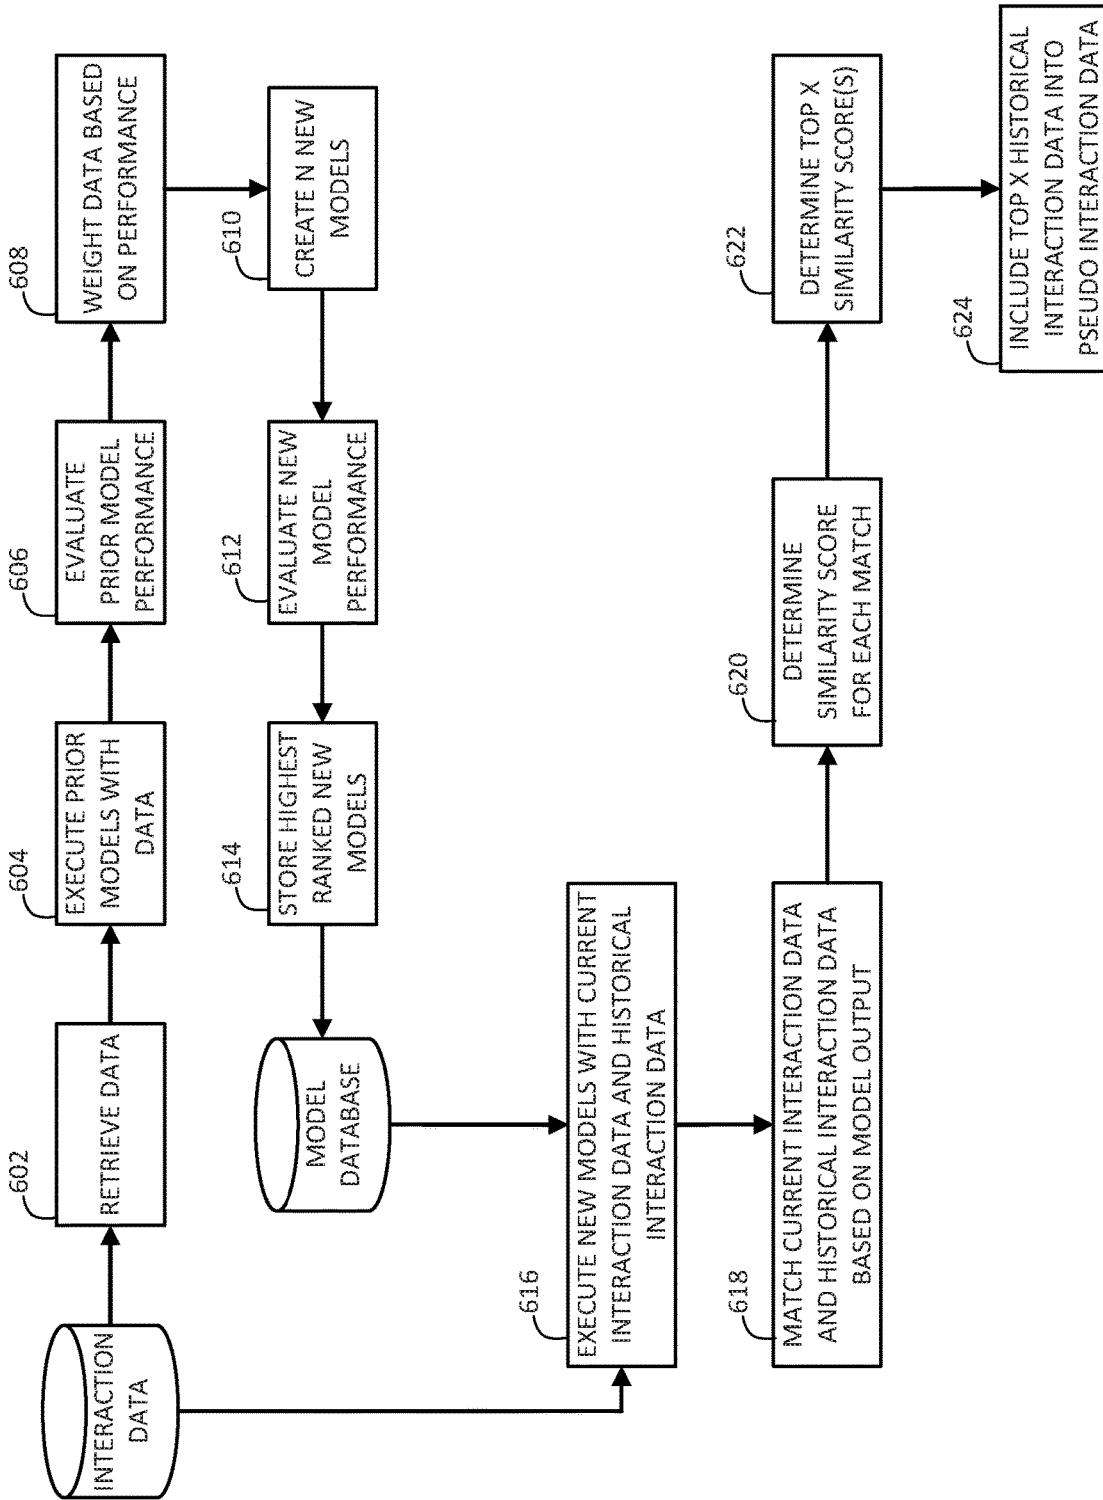 INTERACTION
DATA
602
RETRIEVE DATA
604
EXECUTE PRIOR
MODELS WITH
DATA
606
EVALUATE
PRIOR MODEL
PERFORMANCE
608
WEIGHT DATA BASED
ON PERFORMANCE
610
CREATE N NEW
MODELS
612
EVALUATE NEW
MODEL
PERFORMANCE
614
STORE HIGHEST
RANKED NEW
MODELS
MODEL
DATABASE
616
EXECUTE NEW MODELS WITH CURRENT
INTERACTION DATA AND HISTORICAL
INTERACTION DATA
618
MATCH CURRENT INTERACTION DATA
AND HISTORICAL INTERACTION DATA
BASED ON MODEL OUTPUT
620
DETERMINE
SIMILARITY SCORE
FOR EACH MATCH
622
DETERMINE TOP X
SIMILARITY SCORE(S)
624
INCLUDE TOP X HISTORICAL
INTERACTION DATA INTO
PSEUDO INTERACTION DATA